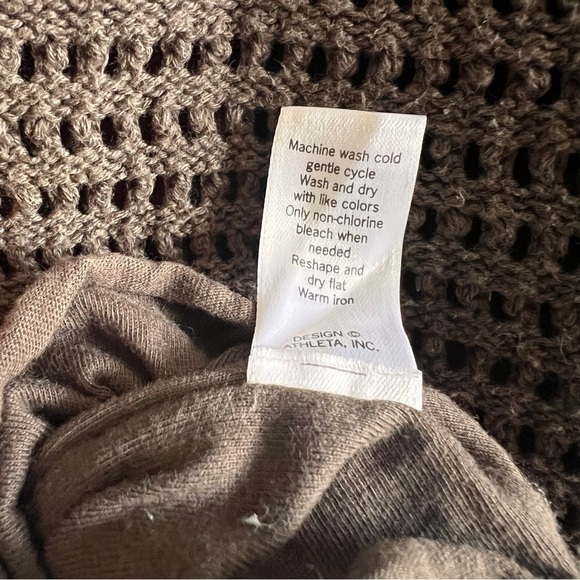 Machine wash cold
gentle cycle
Wash and dry
with like colors
Only non-chlorine
bleach when
needed
Reshape and
dry flat
Warm iron
DESIGN ©
ATHLETA, INC.